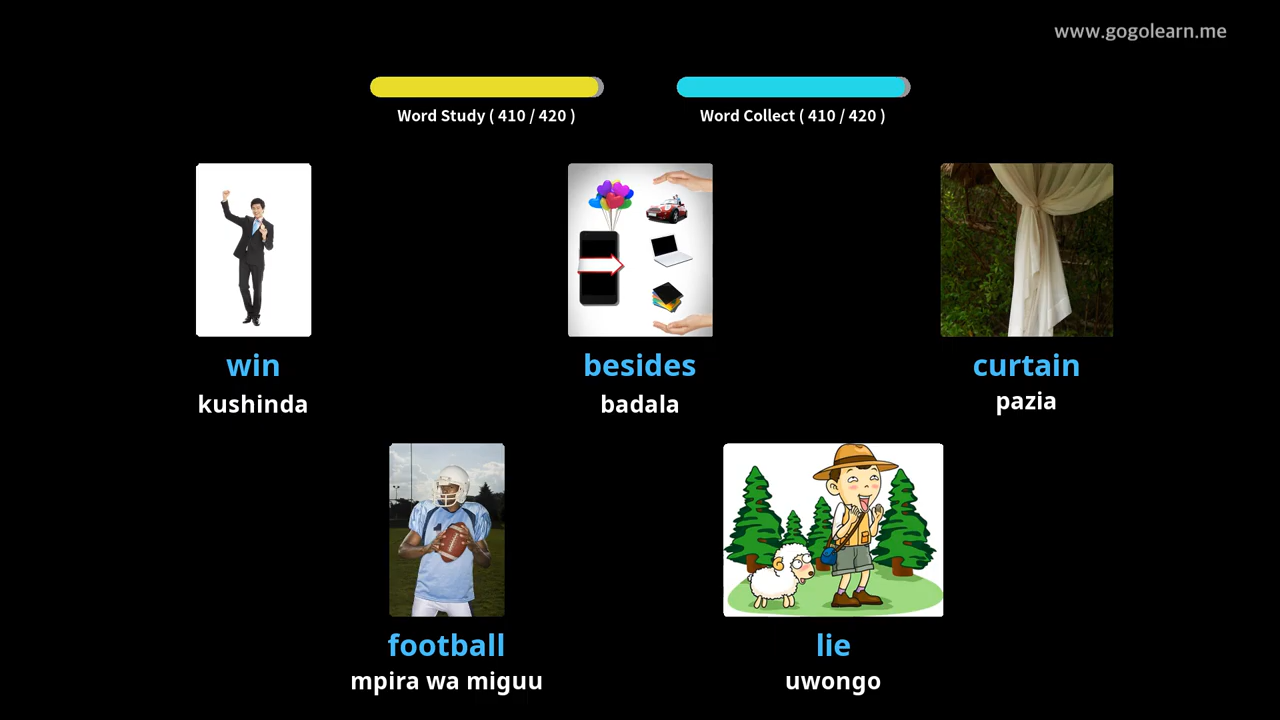 www.gogolearn.me
Word Study ( 410 / 420 )
Word Collect ( 410 / 420 )
win
kushinda
besides
badala
curtain
pazia
football
mpira wa miguu
lie
uwongo